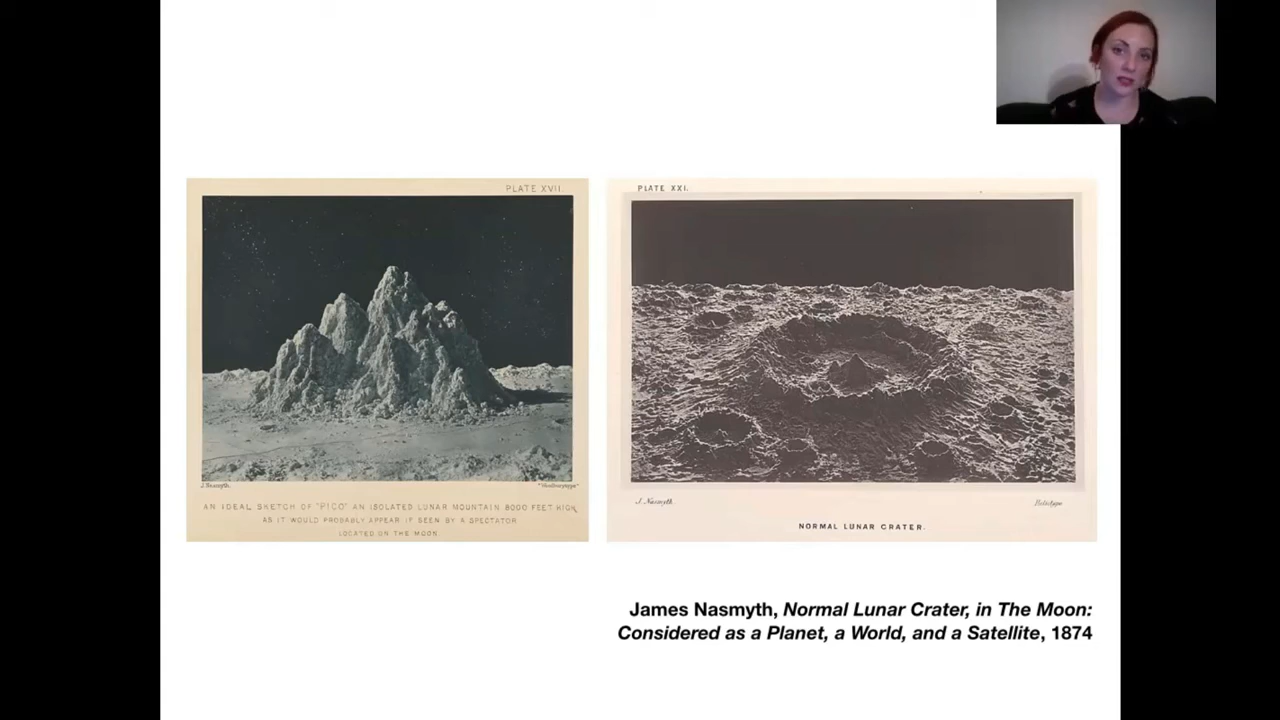 PLATE XVII.
J. Nasmyth.
"Woodburytype"
AN IDEAL SKETCH OF "PICO" AN ISOLATED LUNAR MOUNTAIN 8000 FEET HIGH,
AS IT WOULD PROBABLY APPEAR IF SEEN BY A SPECTATOR
LOCATED ON THE MOON.
PLATE XXI.
J. Nasmyth.
Heliotype
NORMAL LUNAR CRATER.
James Nasmyth, Normal Lunar Crater, in The Moon:
Considered as a Planet, a World, and a Satellite, 1874